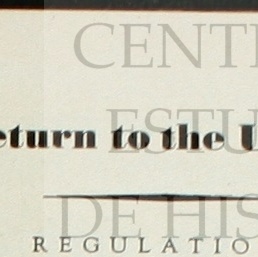 CENT
eturn to the U
ESTU
DE HIS
REGULATIO